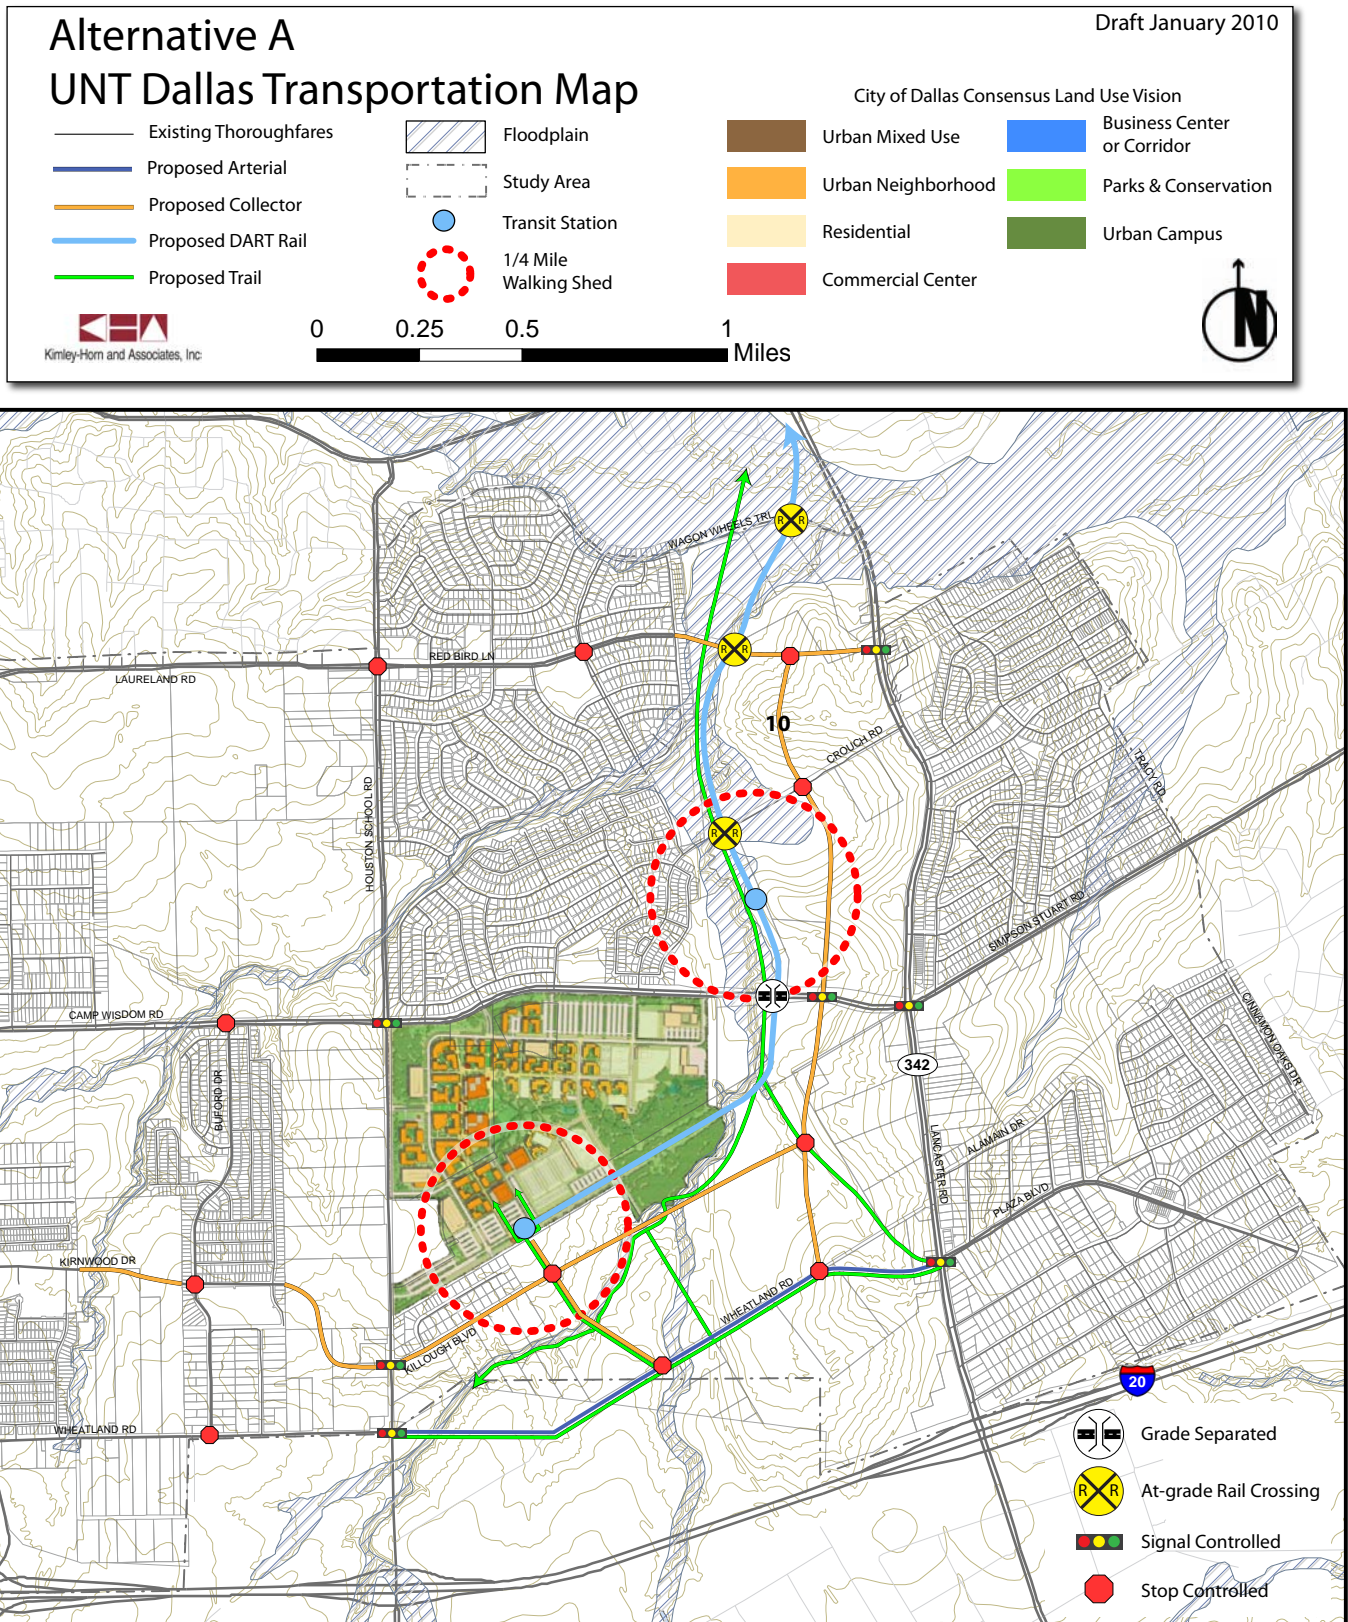 Alternative A
UNT Dallas Transportation Map
Draft January 2010
Existing Thoroughfares
Proposed Arterial
Proposed Collector
Proposed DART Rail
Proposed Trail
Floodplain
Study Area
Transit Station
1/4 Mile
Walking Shed
City of Dallas Consensus Land Use Vision
Urban Mixed Use
Urban Neighborhood
Residential
Commercial Center
Business Center
or Corridor
Parks & Conservation
Urban Campus
N
Kimley-Horn and Associates, Inc
0 0.25 0.5 1
Miles
WAGON WHEELS TRL
R R
RED BIRD LN
R R
LAURELAND RD
10
CROUCH RD
TRACY RD
HOUSTON SCHOOL RD
R R
SIMPSON STUART RD
CAMP WISDOM RD
CINNAMON OAKS DR
342
BUFORD DR
LANCASTER RD
ALAMAIN DR
PLAZA BLVD
KIRNWOOD DR
WHEATLAND RD
KILLOUGH BLVD
20
WHEATLAND RD
Grade Separated
R R
At-grade Rail Crossing
Signal Controlled
Stop Controlled